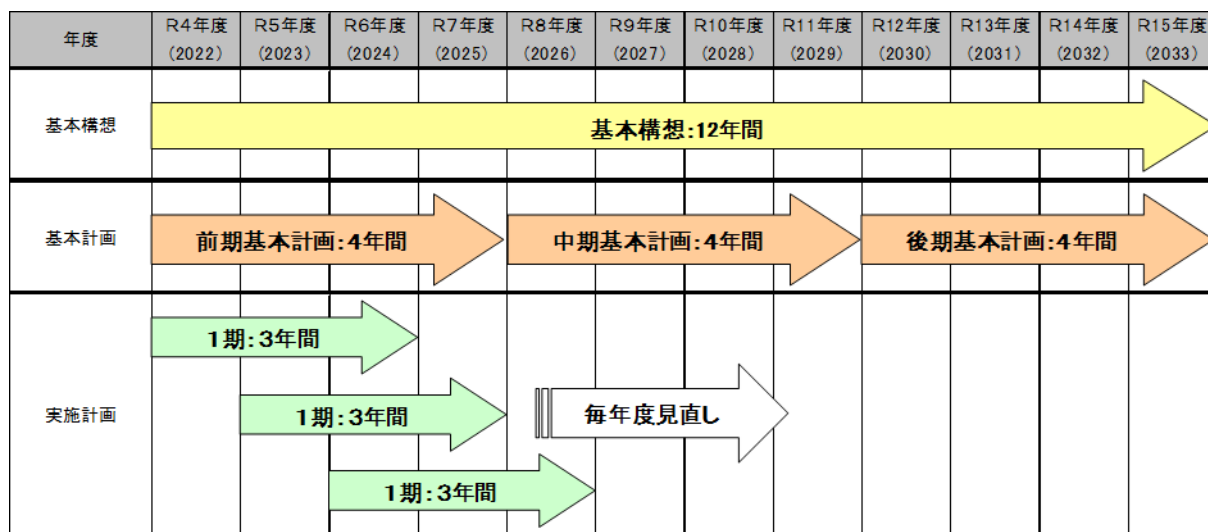 年度
R4年度 R5年度 R6年度 R7年度 R8年度 R9年度 R10年度 R11年度 R12年度 R13年度 R14年度 R15年度
(2022) (2023) (2024) (2025) (2026) (2027) (2028) (2029) (2030) (2031) (2032) (2033)
基本構想
基本構想:12年間
基本計画
前期基本計画:4年間 中期基本計画:4年間 後期基本計画:4年間
実施計画
1期:3年間
1期:3年間 毎年度見直し
1期:3年間